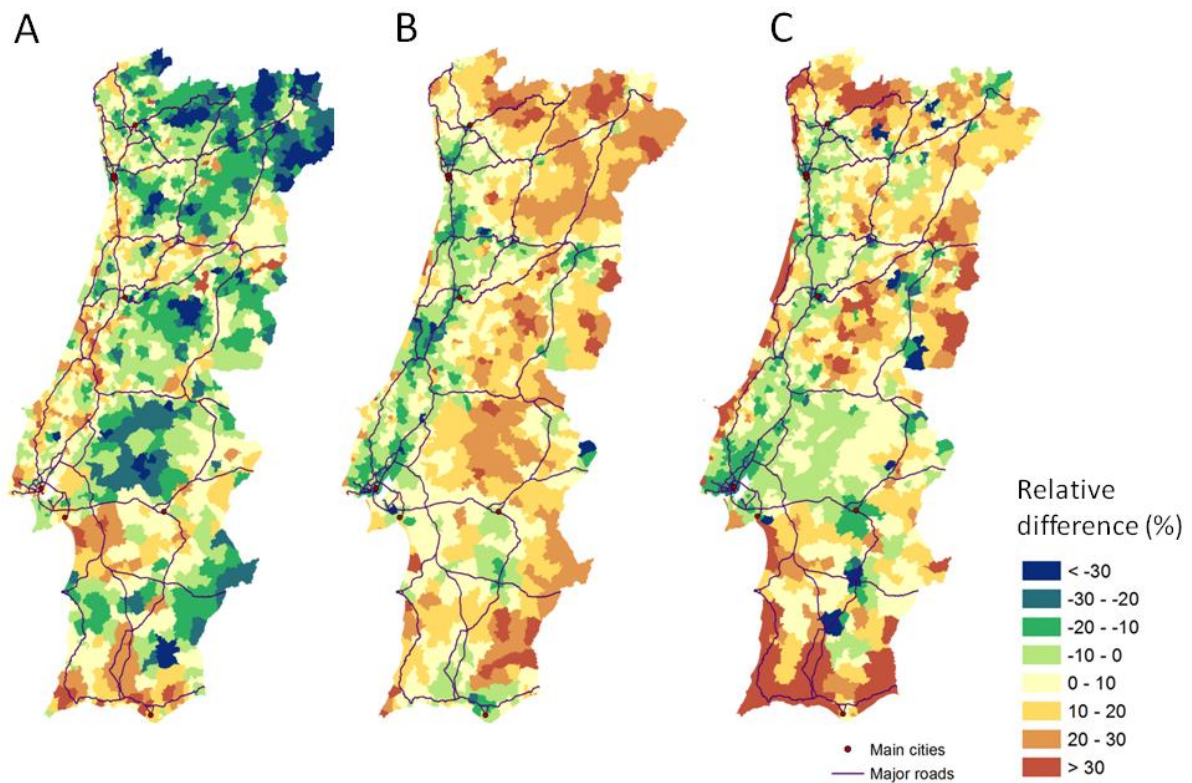 A
B
C
Relative
difference (%)
< -30
-30 - -20
-20 - -10
-10 - 0
0 - 10
10 - 20
20 - 30
> 30
Main cities
Major roads